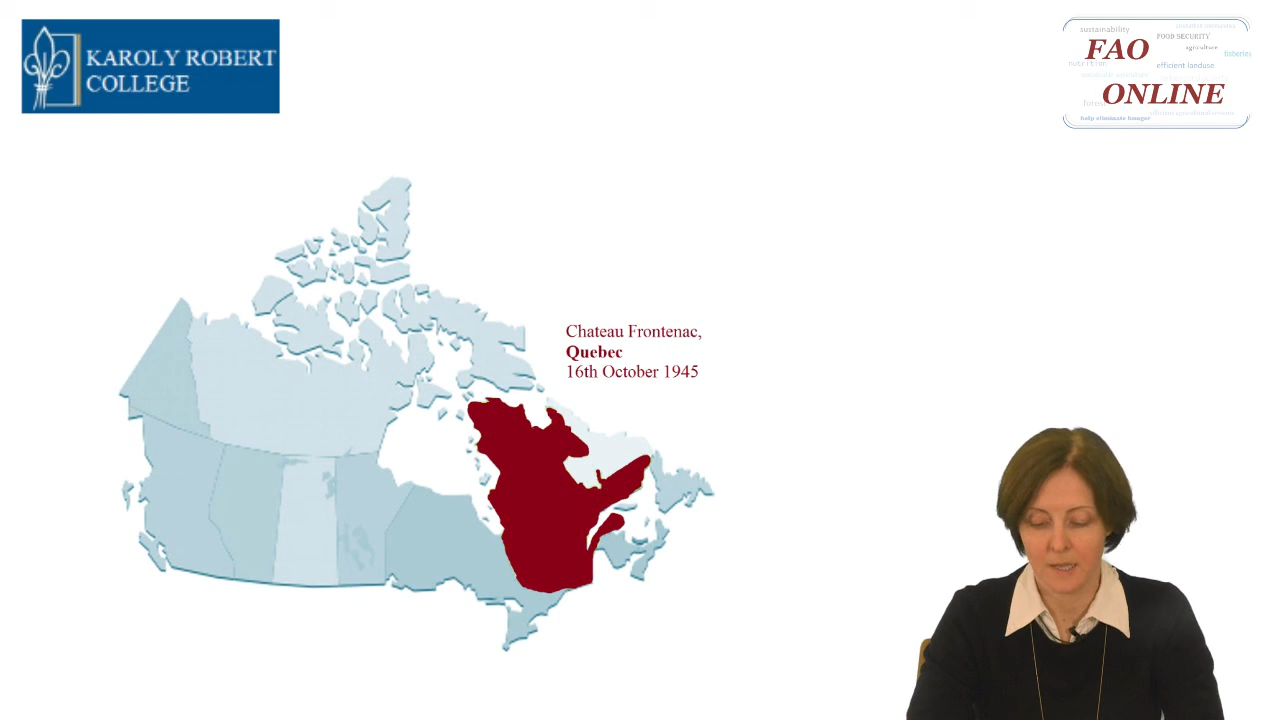 KAROLY ROBERT
COLLEGE
sustainability
FOOD SECURITY
agriculture
fisheries
FAO
nutrition
efficient landuse
ONLINE
help eliminate hunger
Chateau Frontenac,
Quebec
16th October 1945